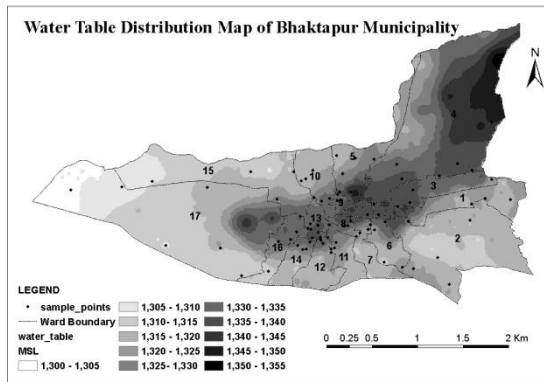 Water Table Distribution Map of Bhaktapur Municipality
N
4
5
15
10
3
9
1
17
13
8
2
16
6
14
11
7
12
LEGEND
sample_points
Ward Boundary
water_table
MSL
1,300 - 1,305
1,305 - 1,310
1,310- 1,315
1,315 - 1,320
1,320 - 1,325
1,325 - 1,330
1,330 - 1,335
1,335 - 1,340
1,340 - 1,345
1,345 - 1,350
1,350 - 1,355
0 0.25 0.5 1 1.5 2 Km